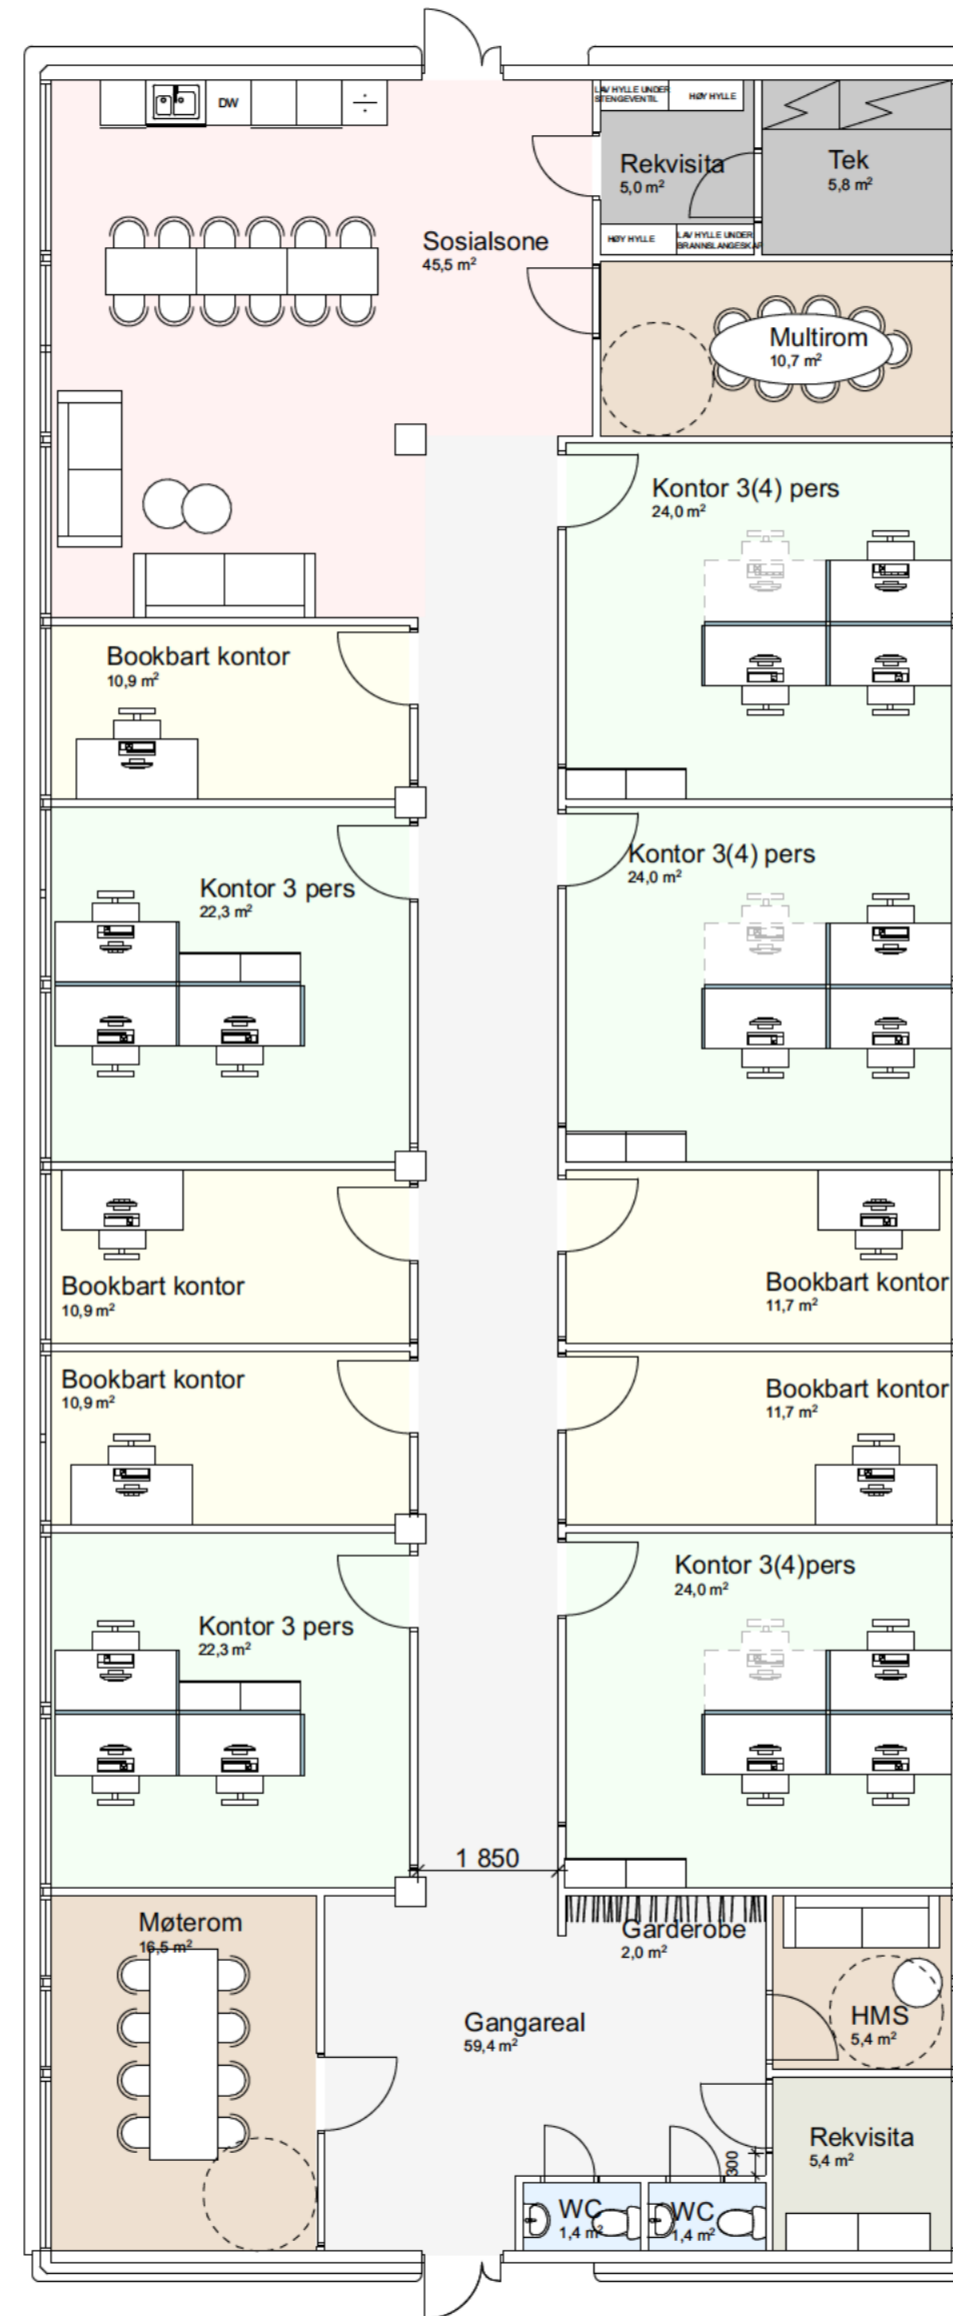 LAV HYLLE UNDER
STENGEVENTIL
HØY HYLLE
DW
Rekvisita
5,0 m²
Tek
5,8 m²
HØY HYLLE
LAV HYLLE UNDER
BRANNSLANGESKAP
Sosialsone
45,5 m²
Multirom
10,7 m²
Kontor 3(4) pers
24,0 m²
Bookbart kontor
10,9 m²
Kontor 3(4) pers
24,0 m²
Kontor 3 pers
22,3 m²
Bookbart kontor
10,9 m²
Bookbart kontor
11,7 m²
Bookbart kontor
10,9 m²
Bookbart kontor
11,7 m²
Kontor 3(4)pers
24,0 m²
Kontor 3 pers
22,3 m²
1 850
Møterom
16,5 m²
Garderobe
2,0 m²
Gangareal
59,4 m²
HMS
5,4 m²
Rekvisita
5,4 m²
300
WC
1,4 m²
WC
1,4 m²